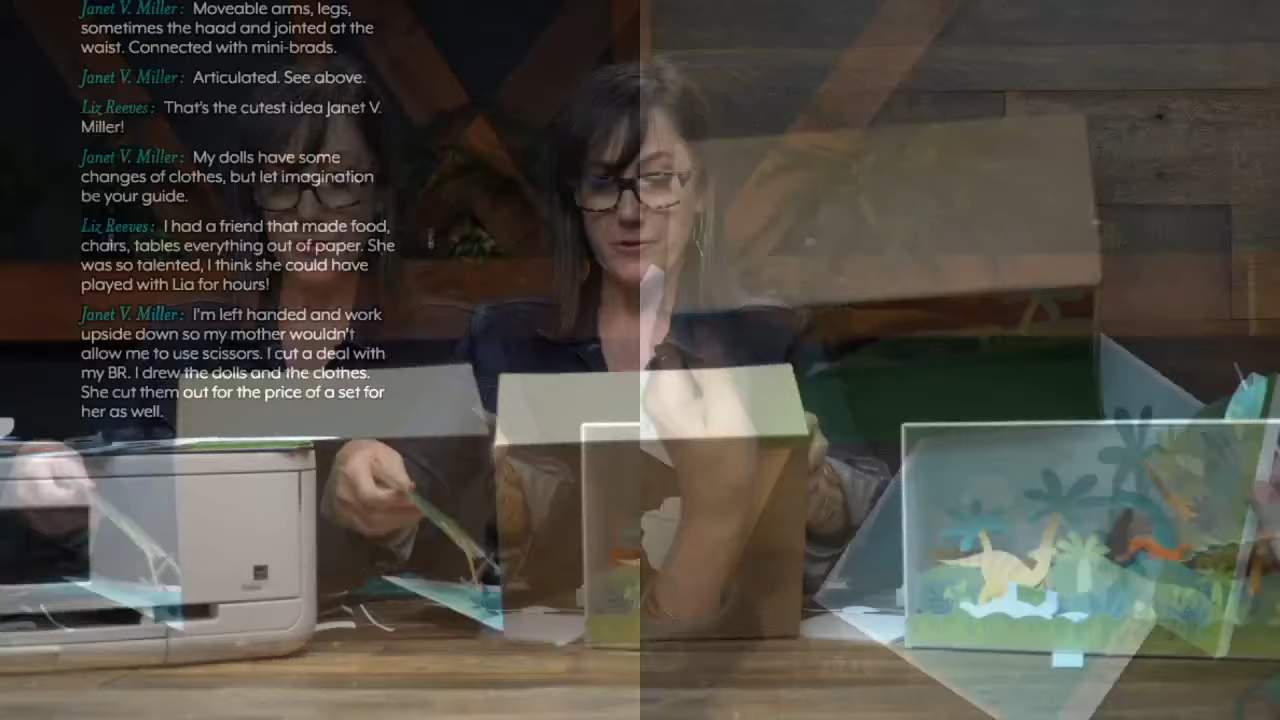 Janet V. Miller: Moveable arms, legs,
sometimes the haad and jointed at the
waist. Connected with mini-brads.
Janet V. Miller: Articulated. See above.
Liz Reeves: That's the cutest idea Janet V.
Miller!
Janet V. Miller: My dolls have some
changes of clothes, but let imagination
be your guide.
Liz Reeves: I had a friend that made food,
chairs, tables everything out of paper. She
was so talented, I think she could have
played with Lia for hours!
Janet V. Miller: I'm left handed and work
upside down so my mother wouldn't
allow me to use scissors. I cut a deal with
my BR. I drew the dolls and the clothes.
She cut them out for the price of a set for
her as well.